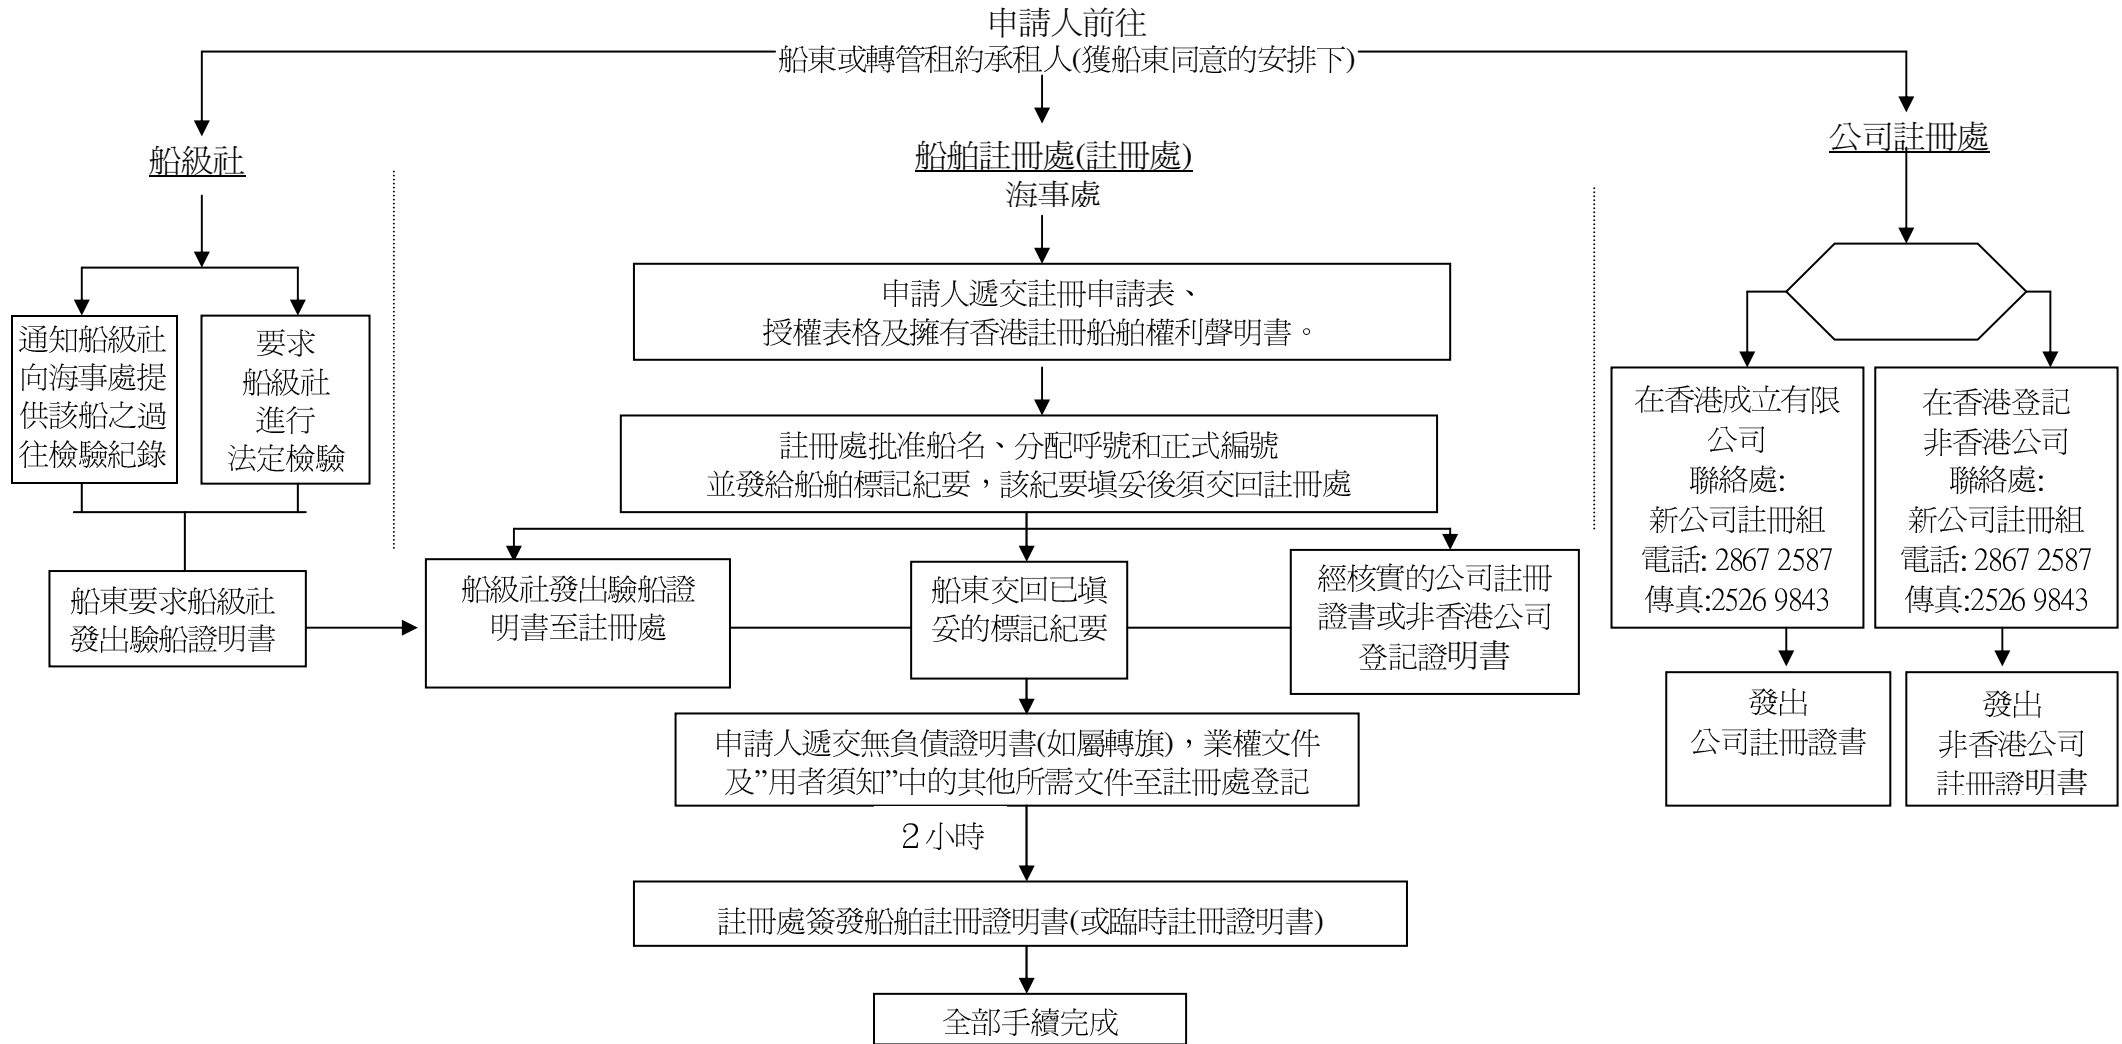 申請人前往
船東或轉管租約承租人(獲船東同意的安排下)
船級社
船舶註冊處(註冊處)
海事處
公司註冊處
通知船級社
向海事處提
供該船之過
往檢驗紀錄
要求
船級社
進行
法定檢驗
船東要求船級社
發出驗船證明書
申請人遞交註冊申請表、
授權表格及擁有香港註冊船舶權利聲明書。
註冊處批准船名、分配呼號和正式編號
並發給船舶標記紀要，該紀要填妥後須交回註冊處
船級社發出驗船證
明書至註冊處
船東交回已填
妥的標記紀要
經核實的公司註冊
證書或非香港公司
登記證明書
申請人遞交無負債證明書(如屬轉旗)，業權文件
及”用者須知”中的其他所需文件至註冊處登記
２小時
註冊處簽發船舶註冊證明書(或臨時註冊證明書)
全部手續完成
在香港成立有限
公司
聯絡處:
新公司註冊組
電話: 2867 2587
傳真:2526 9843
在香港登記
非香港公司
聯絡處:
新公司註冊組
電話: 2867 2587
傳真:2526 9843
發出
公司註冊證書
發出
非香港公司
註冊證明書